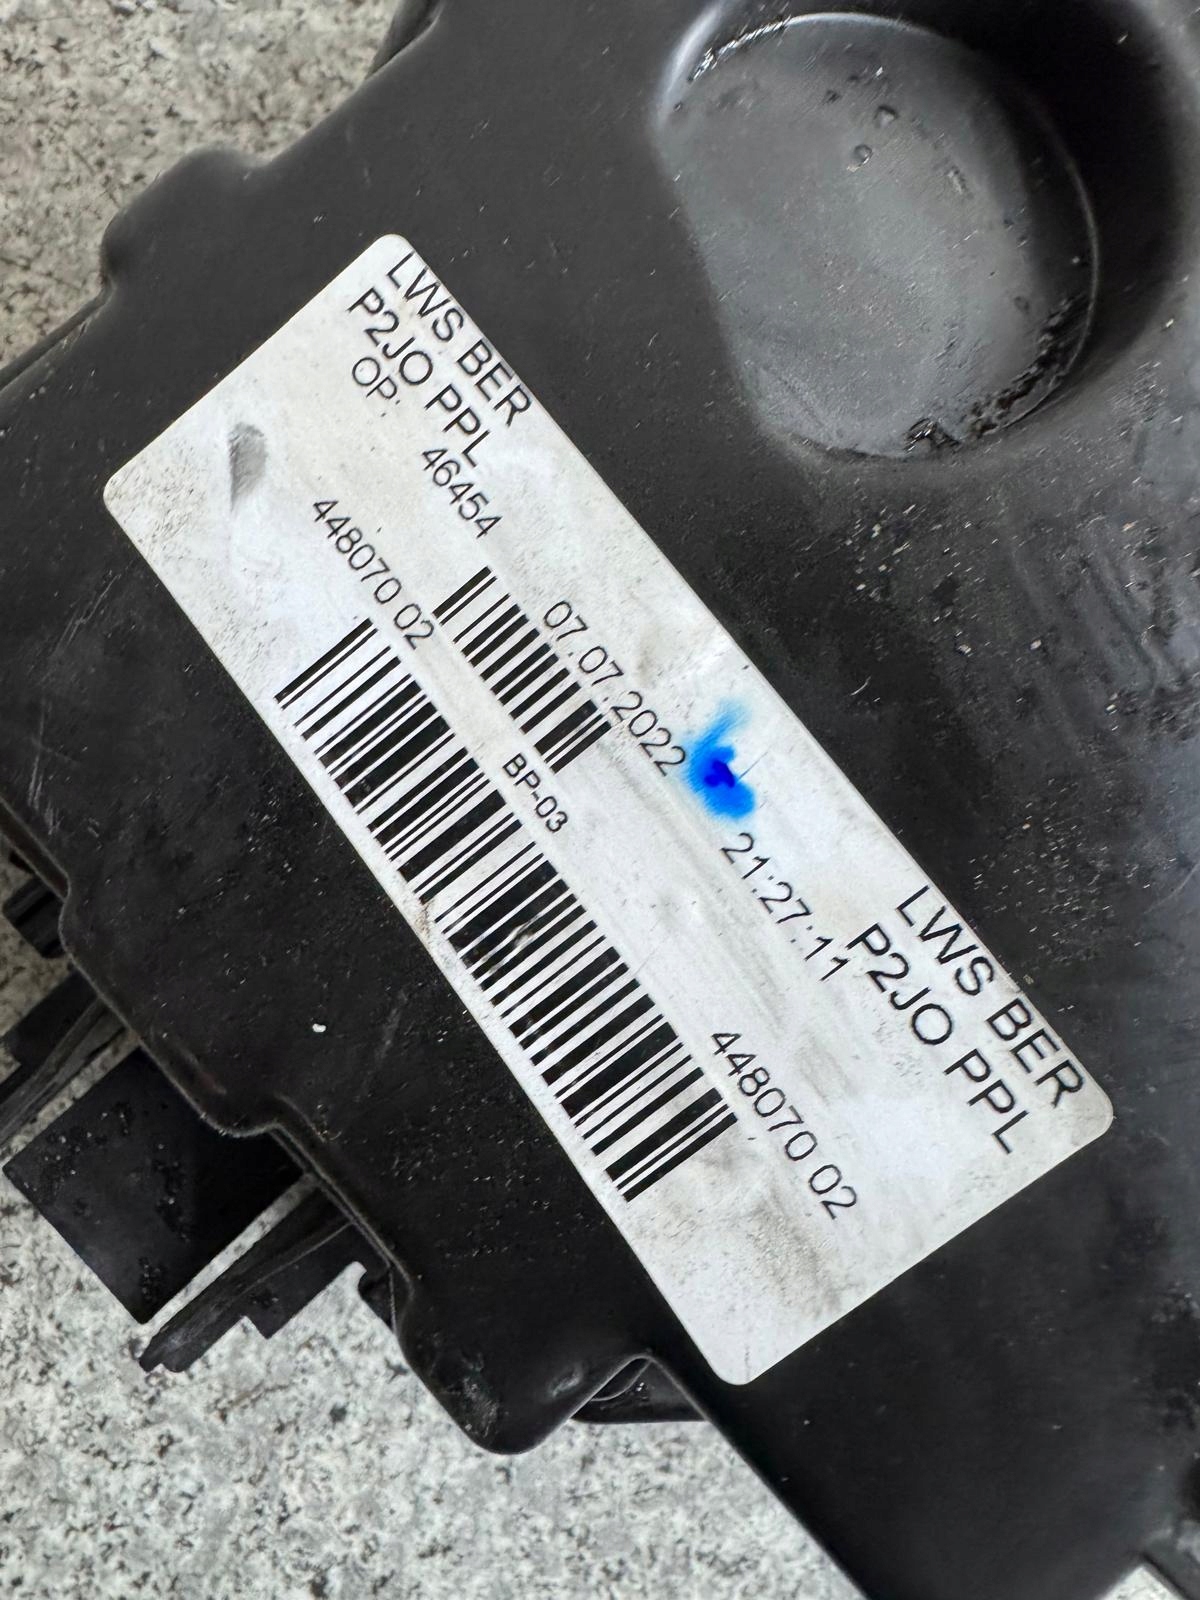 LWS BER
P2JO PPL
OP: 46454
07.07.2022 21:27:11
448070 02
BP-03
448070 02
LWS BER
P2JO PPL